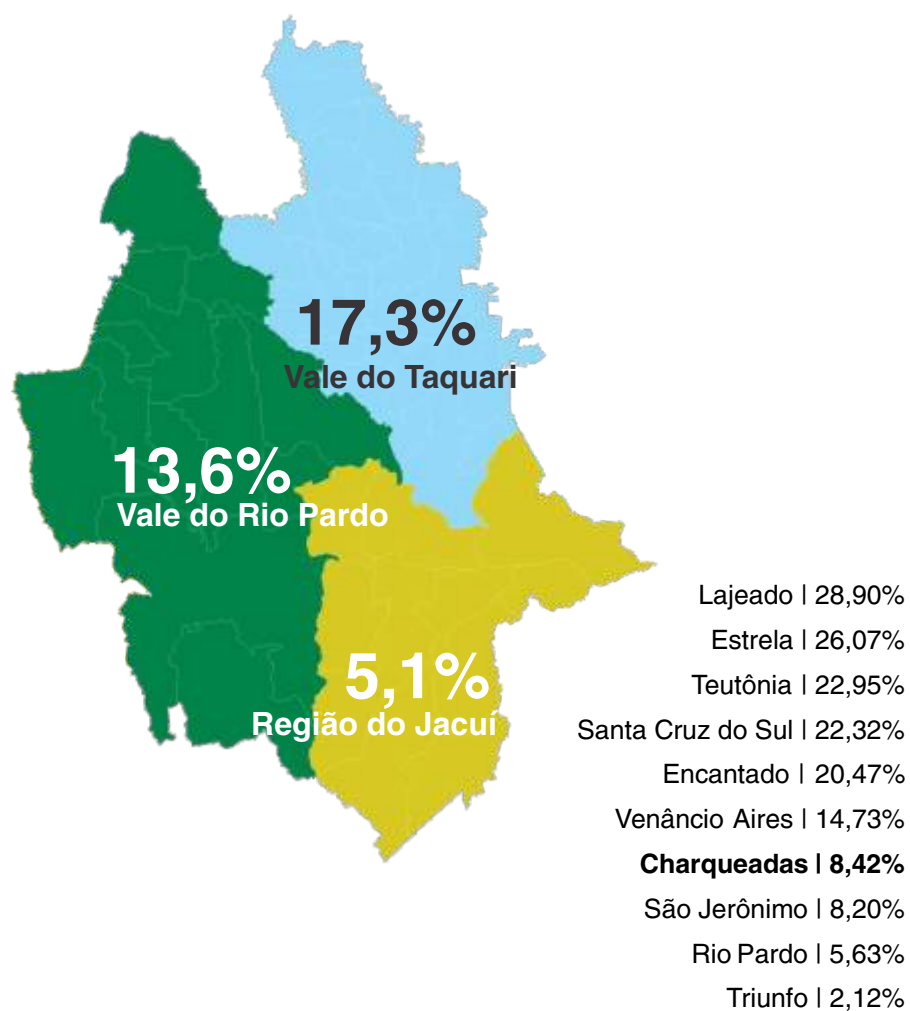 17,3%
Vale do Taquari
13,6%
Vale do Rio Pardo
5,1%
Região do Jacuí
Lajeado | 28,90%
Estrela | 26,07%
Teutônia | 22,95%
Santa Cruz do Sul | 22,32%
Encantado | 20,47%
Venâncio Aires | 14,73%
Charqueadas | 8,42%
São Jerônimo | 8,20%
Rio Pardo | 5,63%
Triunfo | 2,12%